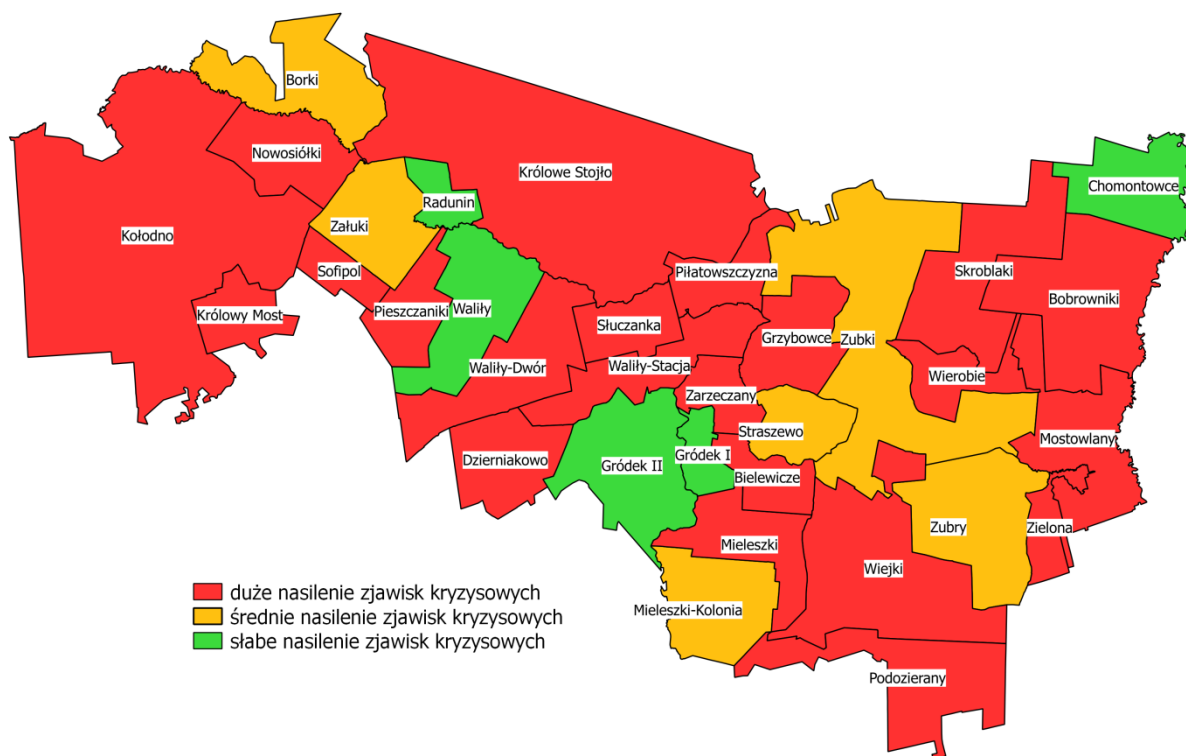 Borki
Nowosiółki
Królowe Stojło
Radunin
Chomontowce
Załuki
Kołodno
Sofipol
Piłatowszczyzna
Skroblaki
Bobrowniki
Królowy Most
Pieszczaniki
Waliły
Słuczanka
Grzybowce
Zubki
Waliły-Dwór
Waliły-Stacja
Wierobie
Zarzeczany
Straszewo
Mostowlany
Dzierniakowo
Gródek II
Gródek I
Bielewicze
Zubry
Zielona
Mieleszki
Wiejki
Mieleszki-Kolonia
Podozierany
duże nasilenie zjawisk kryzysowych
średnie nasilenie zjawisk kryzysowych
słabe nasilenie zjawisk kryzysowych